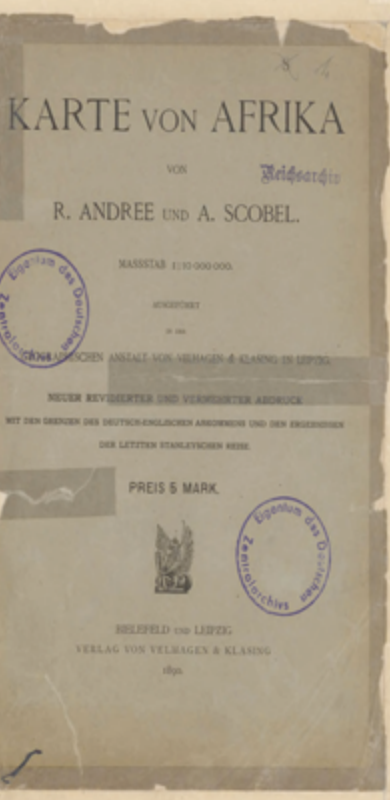 KARTE VON AFRIKA
VON
Reichsarchiv
R. ANDREE UND A. SCOBEL.
MASSSTAB 1:10 000 000.
AUSGEFÜHRT
IN DER
GEOGRAPHISCHEN ANSTALT VON VELHAGEN & KLASING IN LEIPZIG.
Eigentum des Deutschen Zentralarchivs
NEUER REVIDIERTER UND VERMEHRTER ABDRUCK
MIT DEN GRENZEN DES DEUTSCH-ENGLISCHEN ABKOMMENS UND DEN ERGEBNISSEN
DER LETZTEN STANLEYSCHEN REISE.
PREIS 5 MARK.
Eigentum des Deutschen Zentralarchivs
BIELEFELD UND LEIPZIG
VERLAG VON VELHAGEN & KLASING
1890.